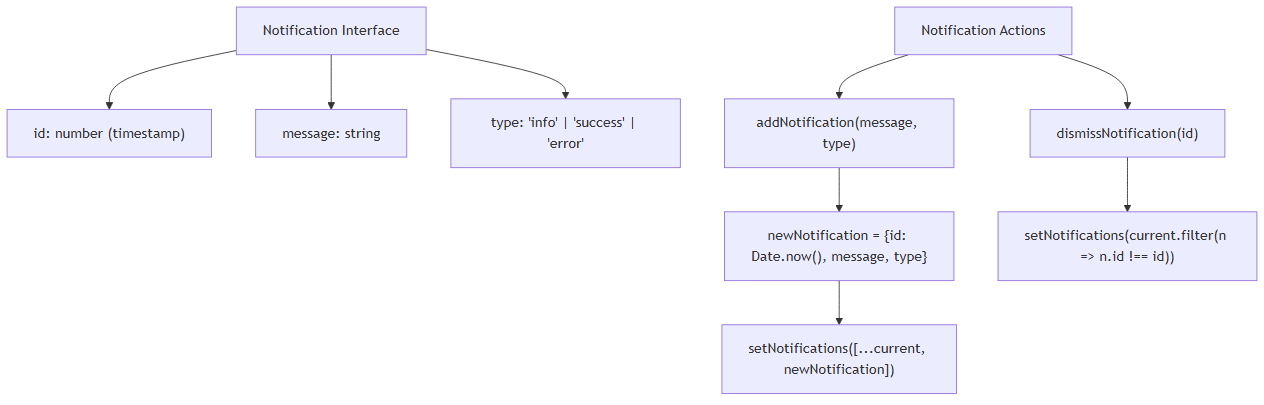 Notification Interface
Notification Actions
id: number (timestamp)
message: string
type: 'info' | 'success' |
'error'
addNotification(message,
type)
dismissNotification(id)
newNotification = {id:
Date.now(), message, type}
setNotifications(current.filter(n
=> n.id !== id))
setNotifications([...current,
newNotification])